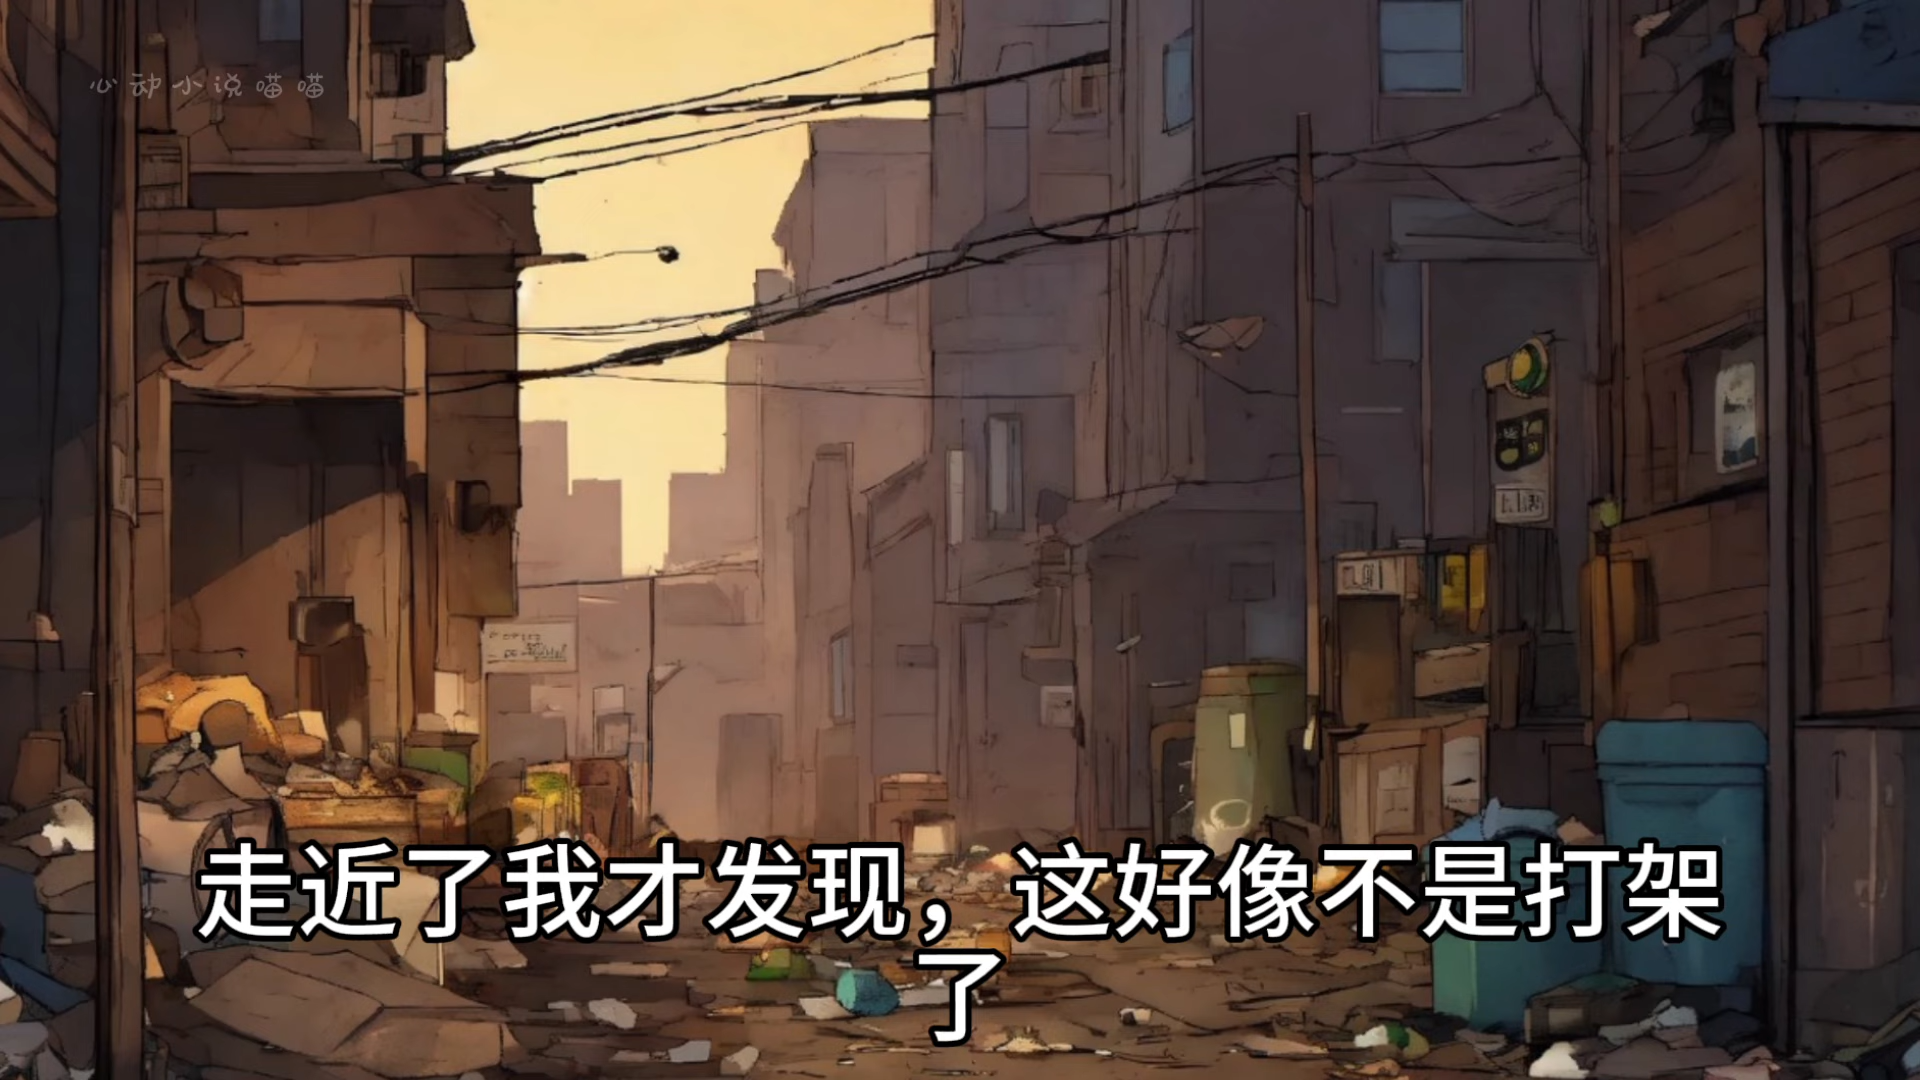 心动小说喵喵
走近了我才发现，这好像不是打架
了